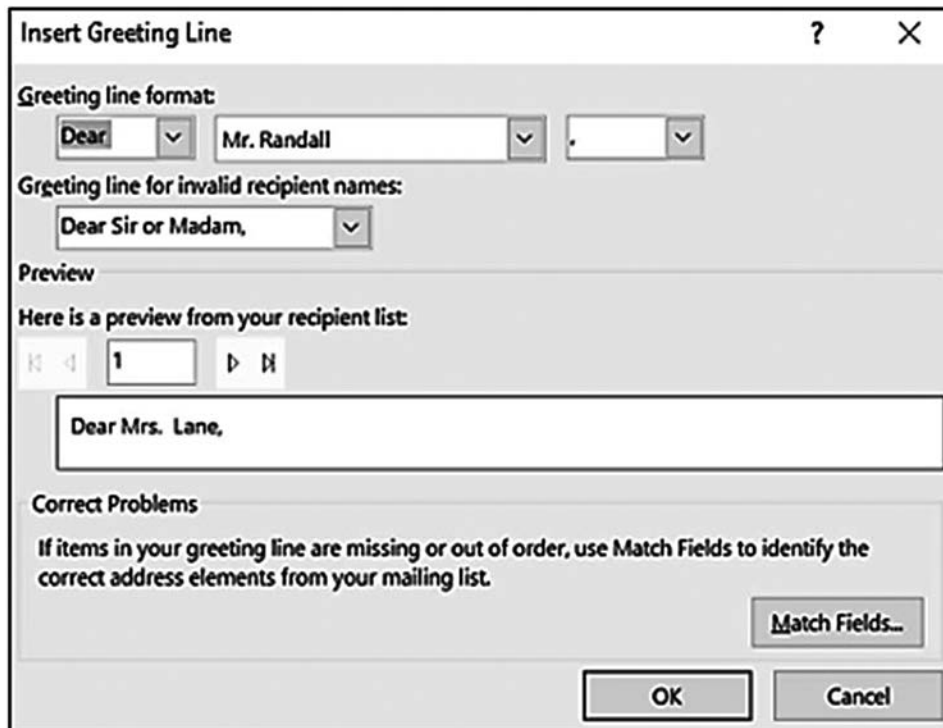 Insert Greeting Line ?
Greeting line format:
Dear Mr. Randall ,
Greeting line for invalid recipient names:
Dear Sir or Madam,
Preview
Here is a preview from your recipient list:
1
Dear Mrs. Lane,
Correct Problems
If items in your greeting line are missing or out of order, use Match Fields to identify the
correct address elements from your mailing list.
Match Fields...
OK Cancel